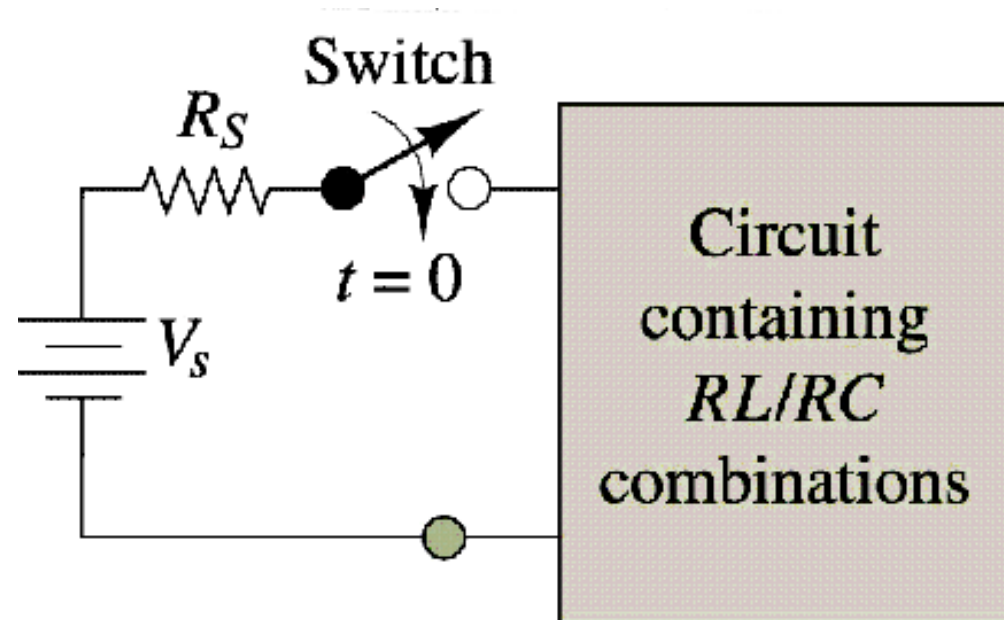 Switch
R_S
t = 0
V_s
Circuit
containing
RL/RC
combinations